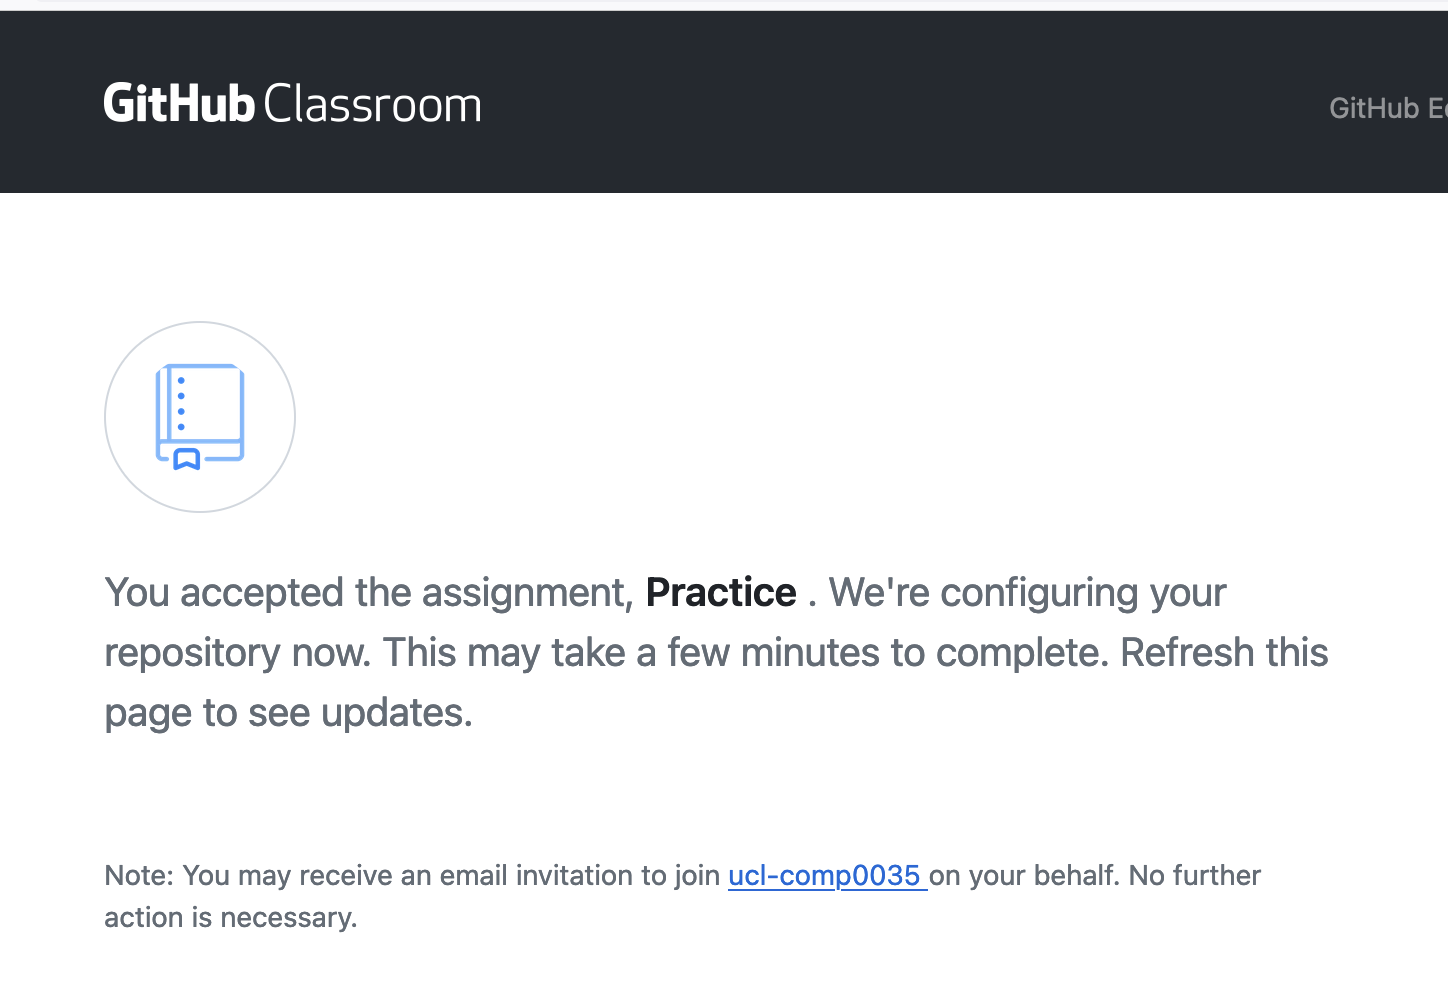 GitHub Classroom
GitHub
You accepted the assignment, Practice . We're configuring your
repository now. This may take a few minutes to complete. Refresh this
page to see updates.
Note: You may receive an email invitation to join ucl-comp0035 on your behalf. No further
action is necessary.